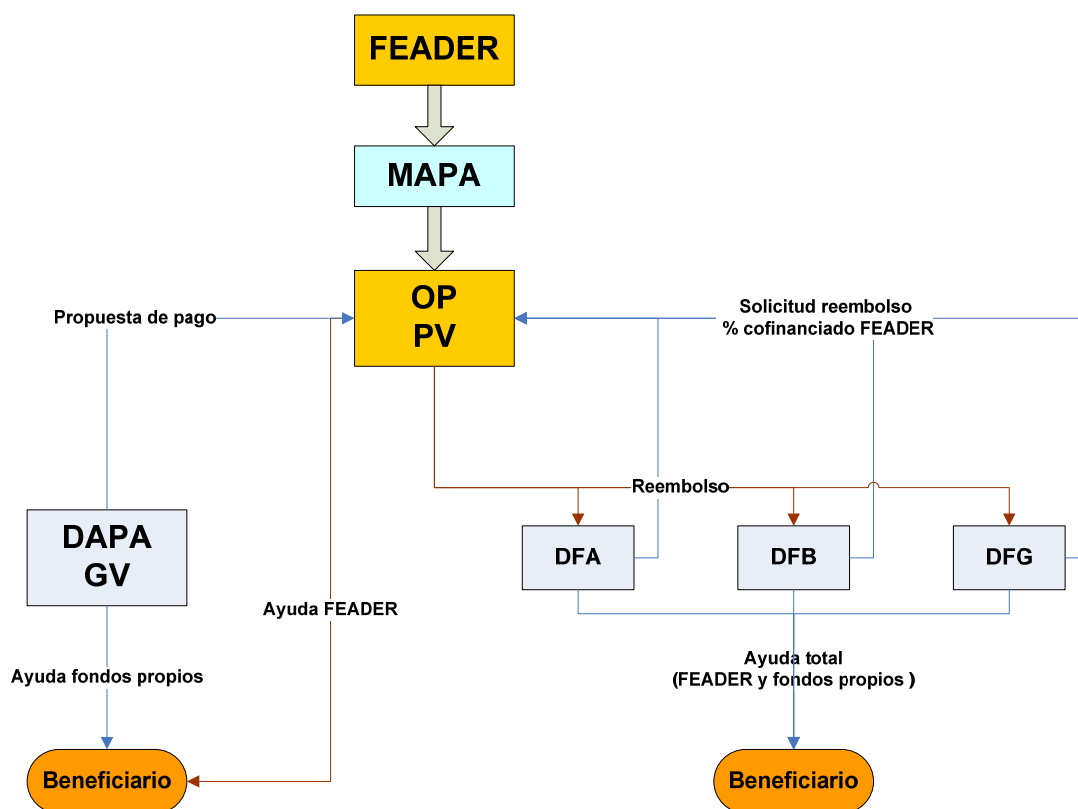 FEADER
MAPA
OP
PV
Propuesta de pago
Solicitud reembolso
% cofinanciado FEADER
Reembolso
DAPA
GV
DFA
DFB
DFG
Ayuda FEADER
Ayuda fondos propios
Ayuda total
(FEADER y fondos propios )
Beneficiario
Beneficiario